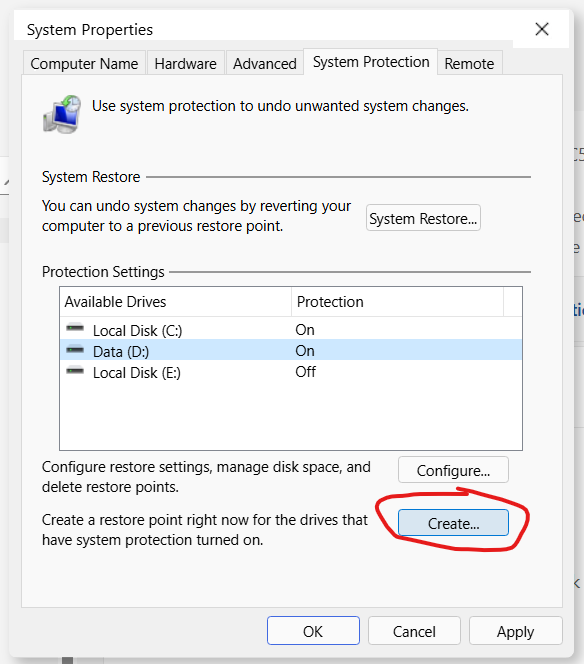 System Properties
Computer Name
Hardware
Advanced
System Protection
Remote
Use system protection to undo unwanted system changes.
System Restore
You can undo system changes by reverting your
computer to a previous restore point.
System Restore...
Protection Settings
Available Drives Protection
Local Disk (C:) On
Data (D:) On
Local Disk (E:) Off
Configure restore settings, manage disk space, and
delete restore points.
Configure...
Create a restore point right now for the drives that
have system protection turned on.
Create...
OK
Cancel
Apply